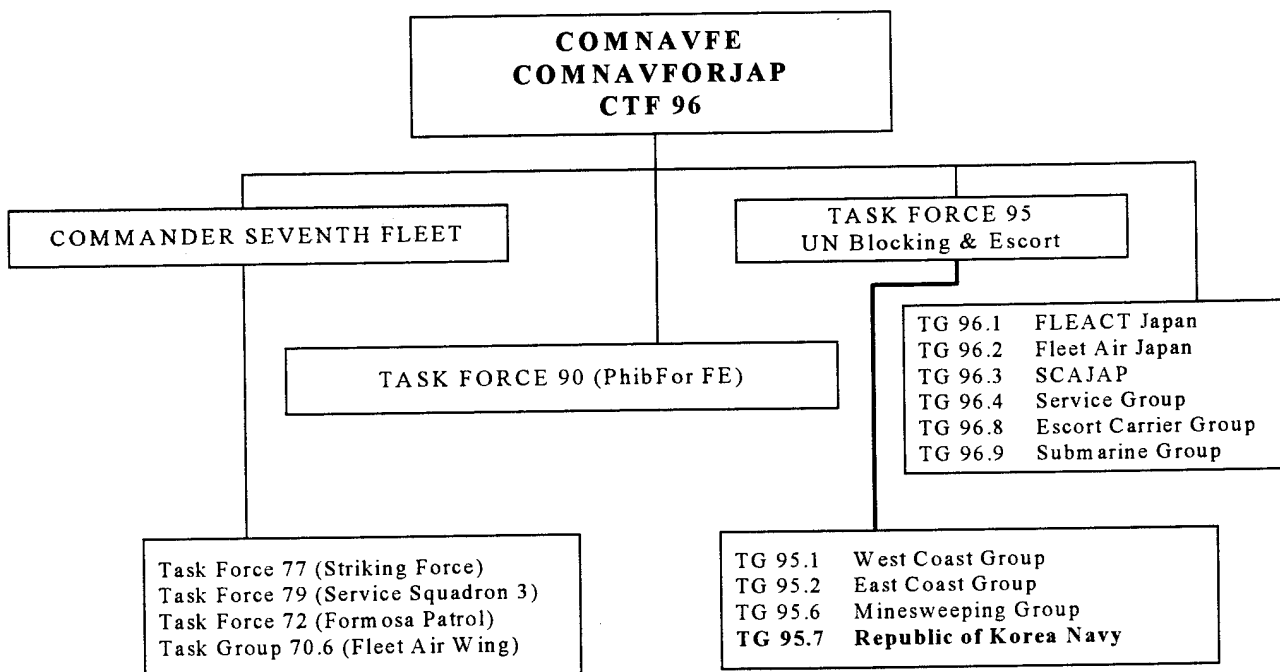 COMNAVFE
COMNAVFORJAP
CTF 96
COMMANDER SEVENTH FLEET
TASK FORCE 95
UN Blocking & Escort
TASK FORCE 90 (PhibFor FE)
TG 96.1 FLEACT Japan
TG 96.2 Fleet Air Japan
TG 96.3 SCAJAP
TG 96.4 Service Group
TG 96.8 Escort Carrier Group
TG 96.9 Submarine Group
Task Force 77 (Striking Force)
Task Force 79 (Service Squadron 3)
Task Force 72 (Formosa Patrol)
Task Group 70.6 (Fleet Air Wing)
TG 95.1 West Coast Group
TG 95.2 East Coast Group
TG 95.6 Minesweeping Group
TG 95.7 Republic of Korea Navy